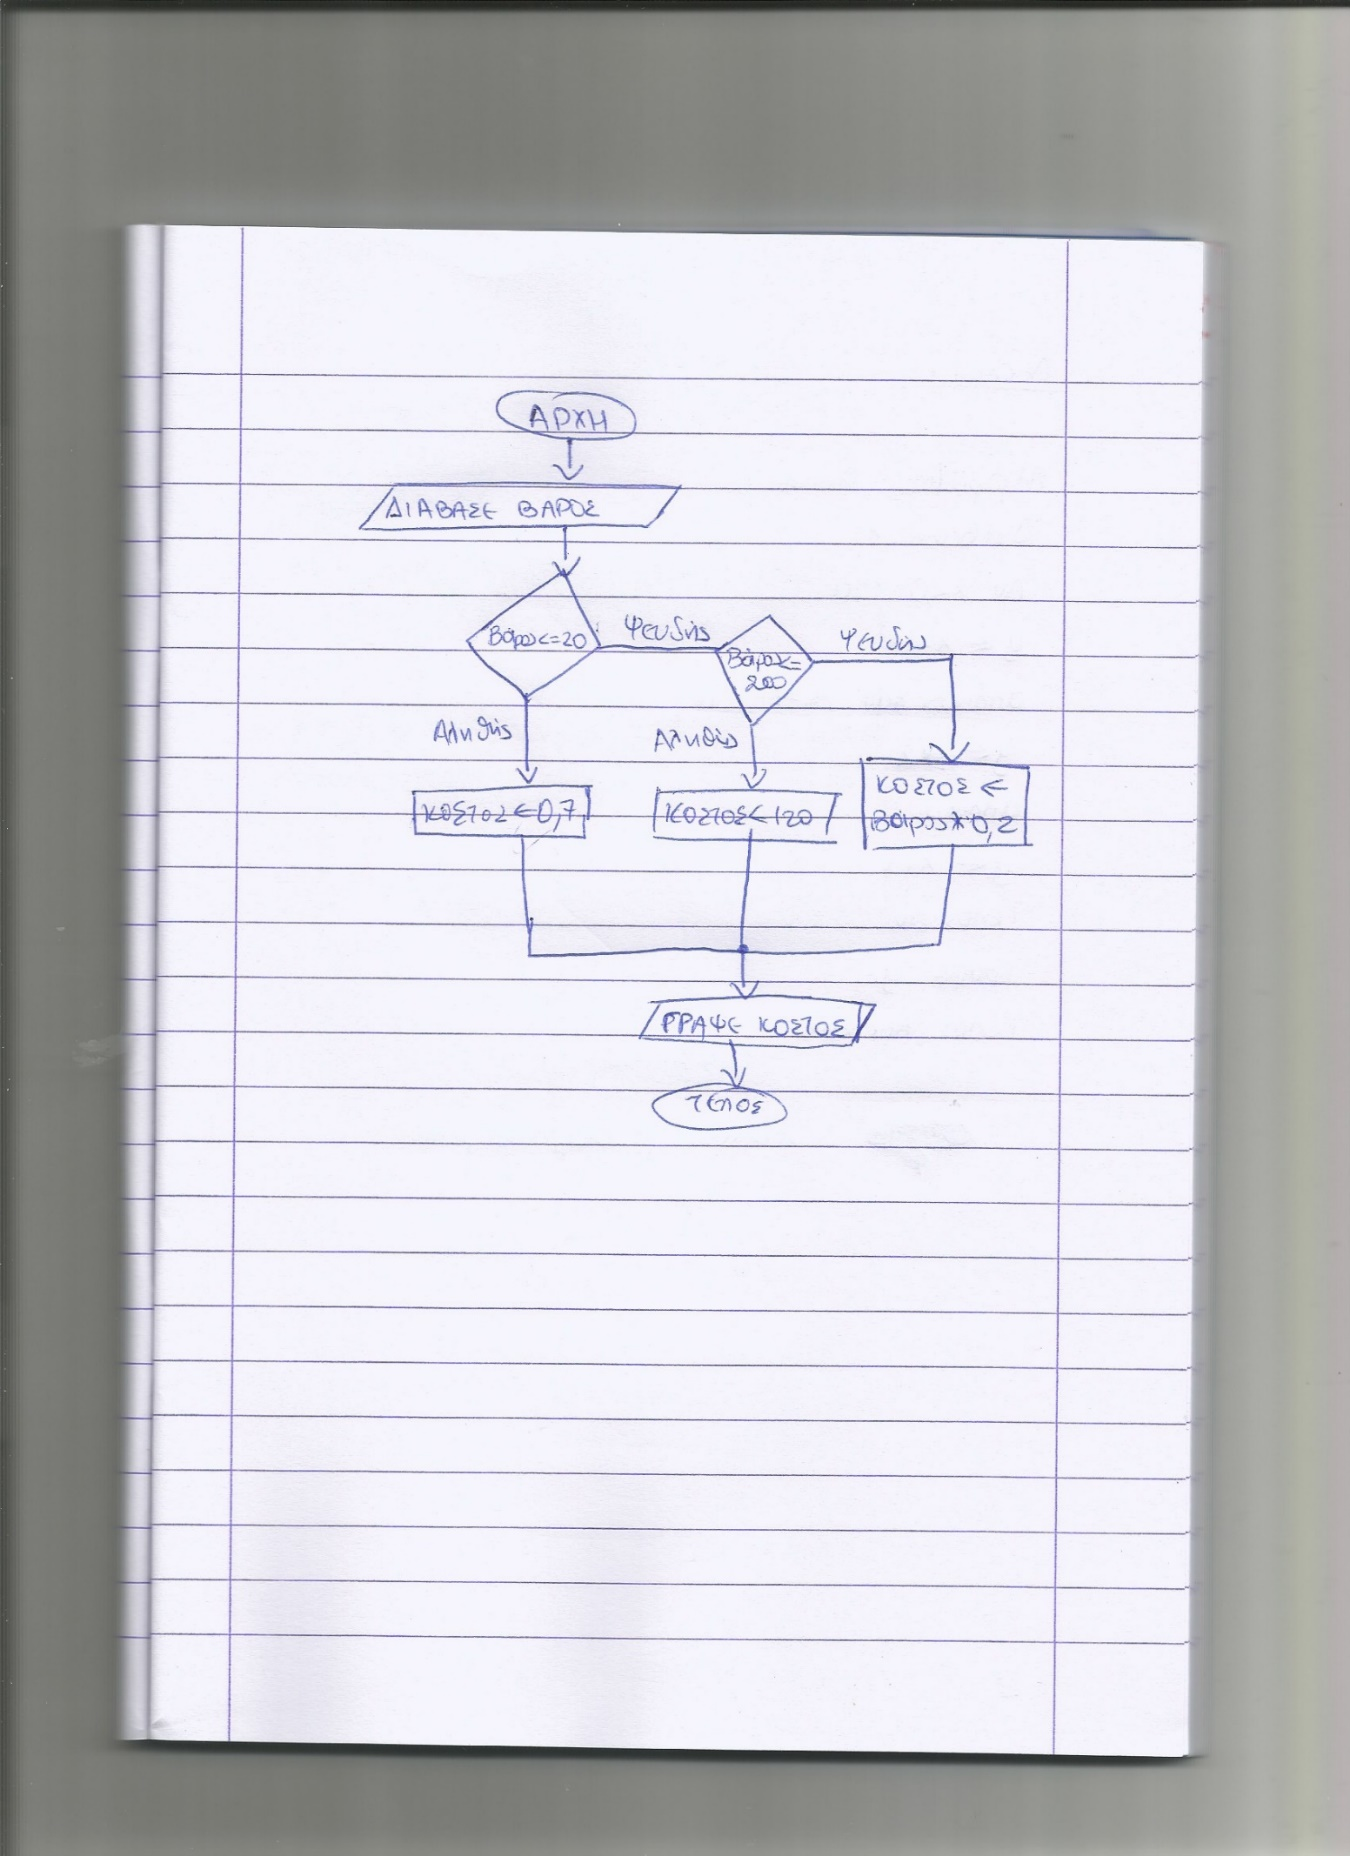 ΑΡΧΗ
ΔΙΑΒΑΣΕ ΒΑΡΟΣ
Βάρος<=20
Ψευδής
Βάρος<=
200
Ψευδής
Αληθής
Αληθής
ΚΟΣΤΟΣ←0,7
ΚΟΣΤΟΣ←120
ΚΟΣΤΟΣ ←
Βάρος*0,2
ΓΡΑΨΕ ΚΟΣΤΟΣ
ΤΕΛΟΣ